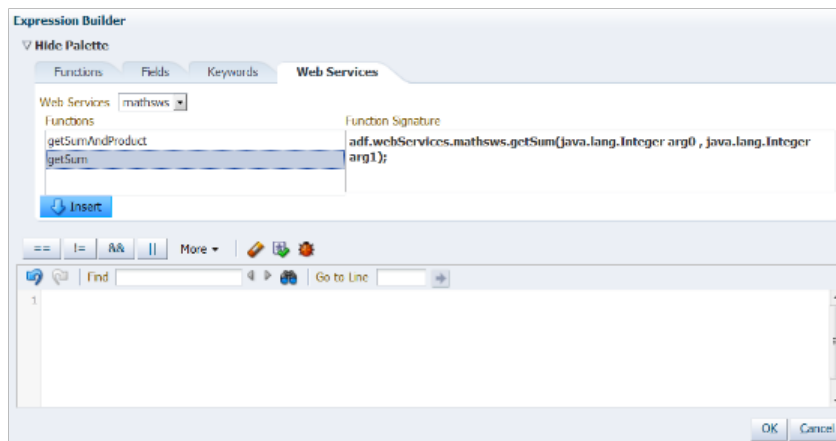 Expression Builder
Hide Palette
Functions Fields Keywords Web Services
Web Services mathsws
Functions Function Signature
getSumAndProduct
getSum
adf.webServices.mathsws.getSum(java.lang.Integer arg0 , java.lang.Integer
arg1);
Insert
== != && || More
Find Go to Line
1
OK Cancel